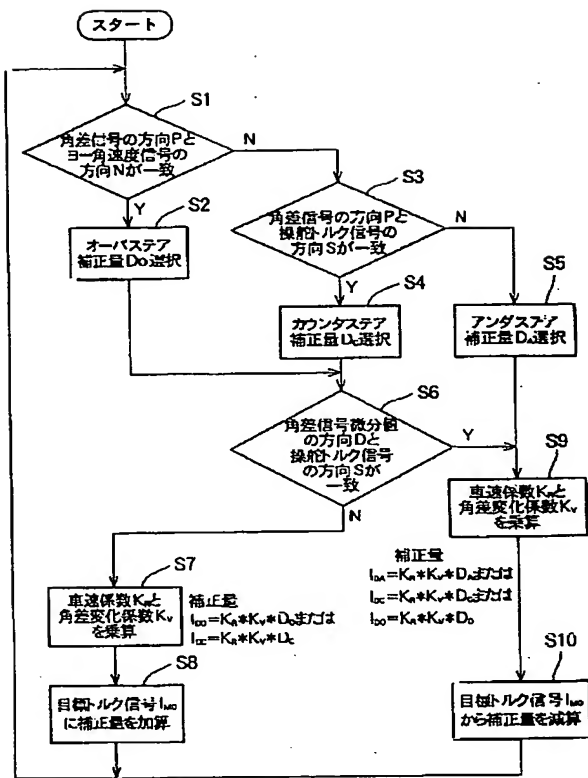 スタート
S1
角差信号の方向Pと
ヨー角速度信号の
方向Nが一致
N
Y
S2
オーバステア
補正量DO選択
S3
角差信号の方向Pと
操舵トルク信号の
方向Sが一致
N
Y
S4
カウンタステア
補正量DC選択
S5
アンダステア
補正量DA選択
S6
角差信号微分値
の方向Dと
操舵トルク信号
の方向Sが
一致
Y
N
S7
車速係数KRと
角差変化係数KV
を乗算
補正量
IDO=KR*KV*DOまたは
IDC=KR*KV*DC
S8
目標トルク信号IMO
に補正量を加算
S9
車速係数KRと
角差変化係数KV
を乗算
補正量
IDA=KR*KV*DAまたは
IDC=KR*KV*DCまたは
IDO=KR*KV*DO
S10
目標トルク信号IMO
から補正量を減算